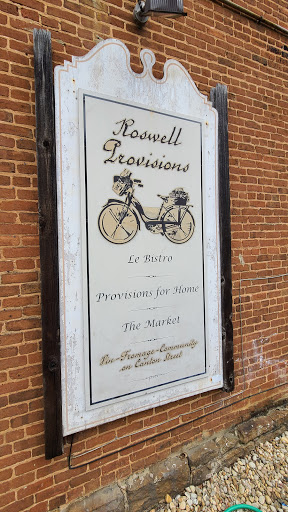 Roswell
Provisions
Le Bistro
Provisions for Home
The Market
Vin~Fromage~Community
on Canton Street